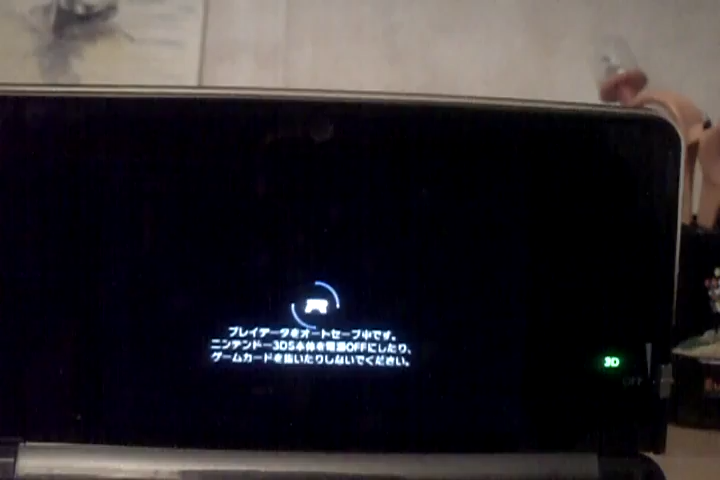 プレイデータをオートセーブ中です。
ニンテンドー3DS本体を電源OFFにしたり、
ゲームカードを抜いたりしないでください。
3D
OFF